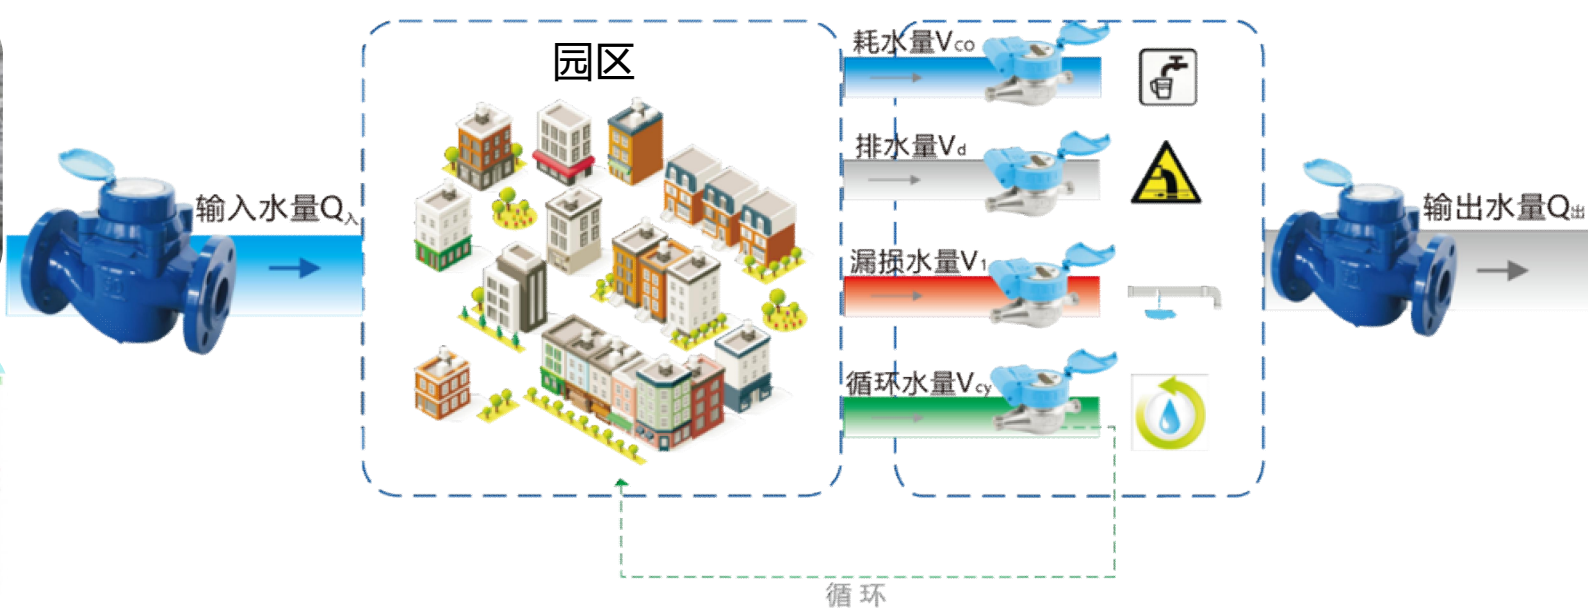 园区
输入水量Q入
耗水量Vco
排水量Vd
漏损水量V1
循环水量Vcy
输出水量Q出
循 环